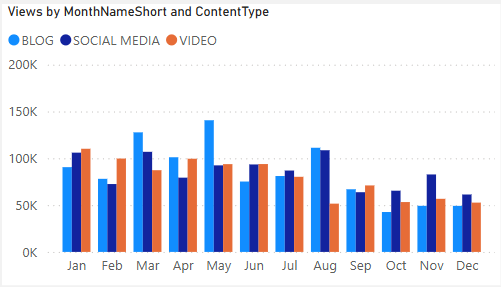 Views by MonthNameShort and ContentType
BLOG SOCIAL MEDIA VIDEO
200K
150K
100K
50K
0K
Jan Feb Mar Apr May Jun Jul Aug Sep Oct Nov Dec